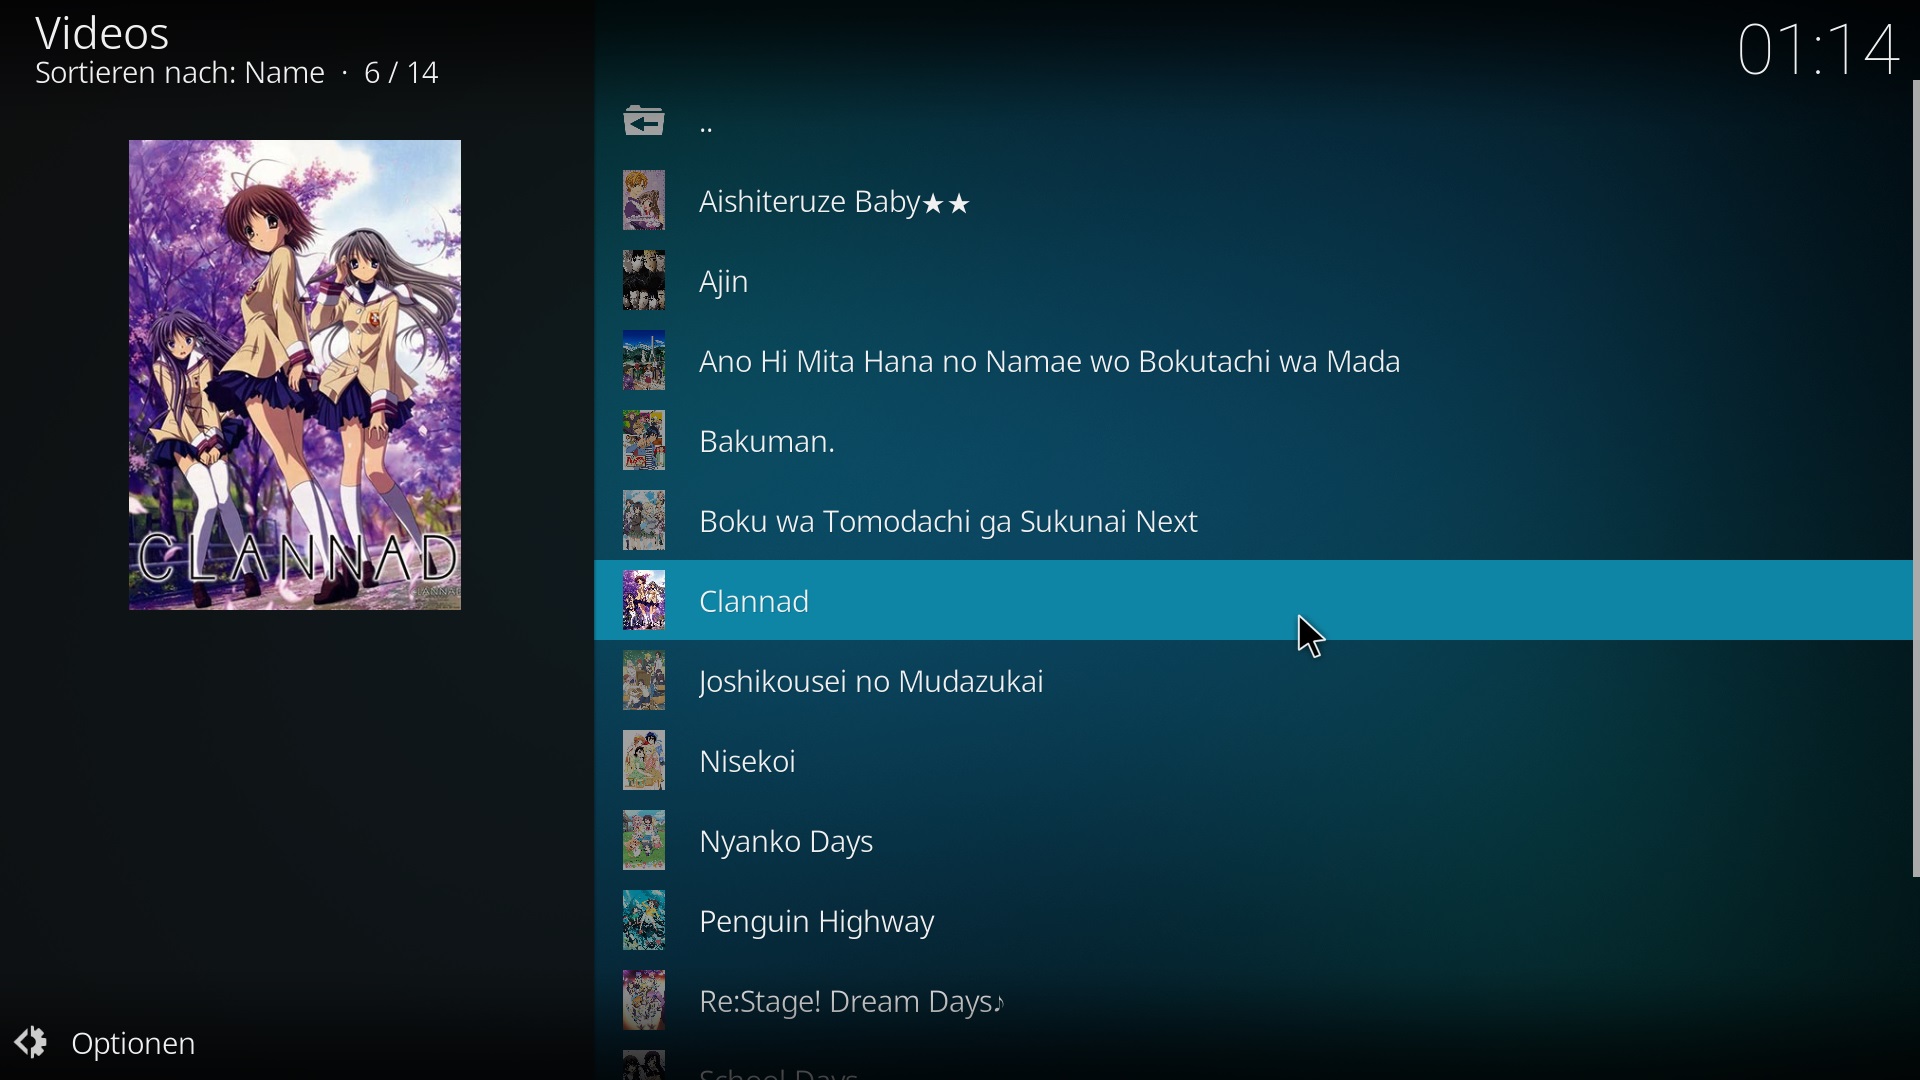 Videos
Sortieren nach: Name · 6 / 14
01:14
CLANNAD
..
Aishiteruze Baby★★
Ajin
Ano Hi Mita Hana no Namae wo Bokutachi wa Mada
Bakuman.
Boku wa Tomodachi ga Sukunai Next
Clannad
Joshikousei no Mudazukai
Nisekoi
Nyanko Days
Penguin Highway
Re:Stage! Dream Days♪
School Days
Optionen